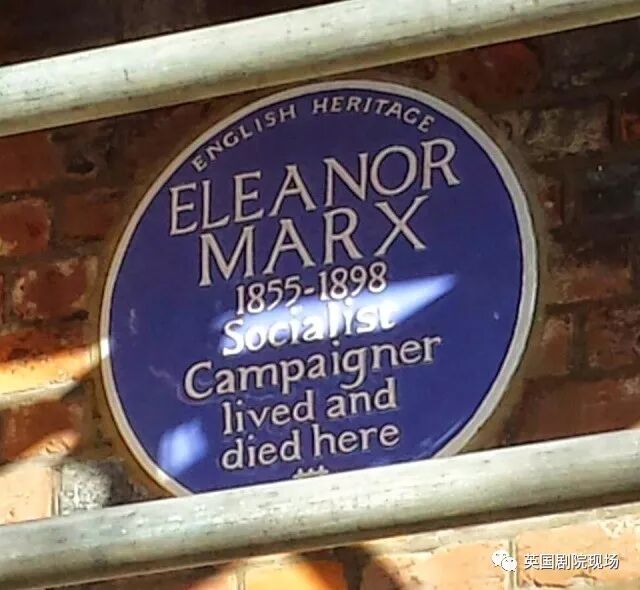 ENGLISH HERITAGE
ELEANOR
MARX
1855-1898
Socialist
Campaigner
lived and
died here
英国剧院现场